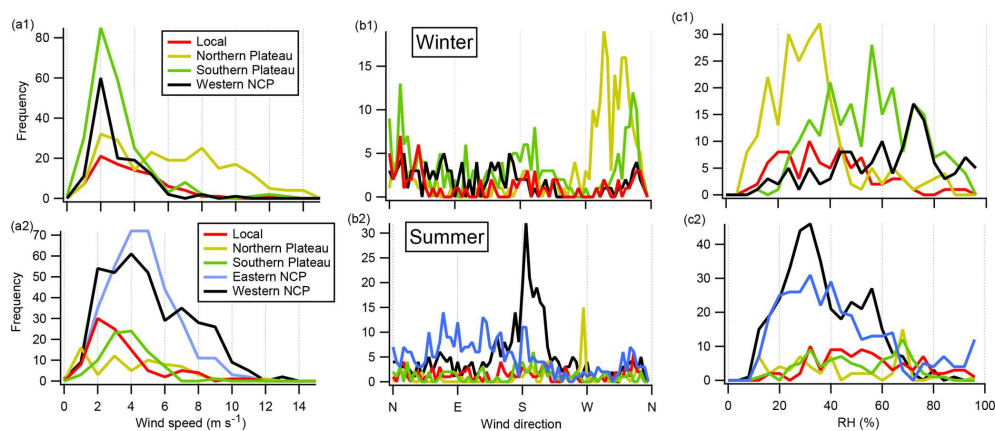 (a1)
Frequency
80
60
40
20
0
Local
Northern Plateau
Southern Plateau
Western NCP
(b1)
Winter
15
10
5
0
(c1)
30
25
20
15
10
5
0
(a2)
Frequency
70
60
50
40
30
20
10
0
Local
Northern Plateau
Southern Plateau
Eastern NCP
Western NCP
0 2 4 6 8 10 12 14
Wind speed (m s⁻¹)
(b2)
Summer
30
25
20
15
10
5
0
N E S W N
Wind direction
(c2)
40
30
20
10
0
0 20 40 60 80 100
RH (%)